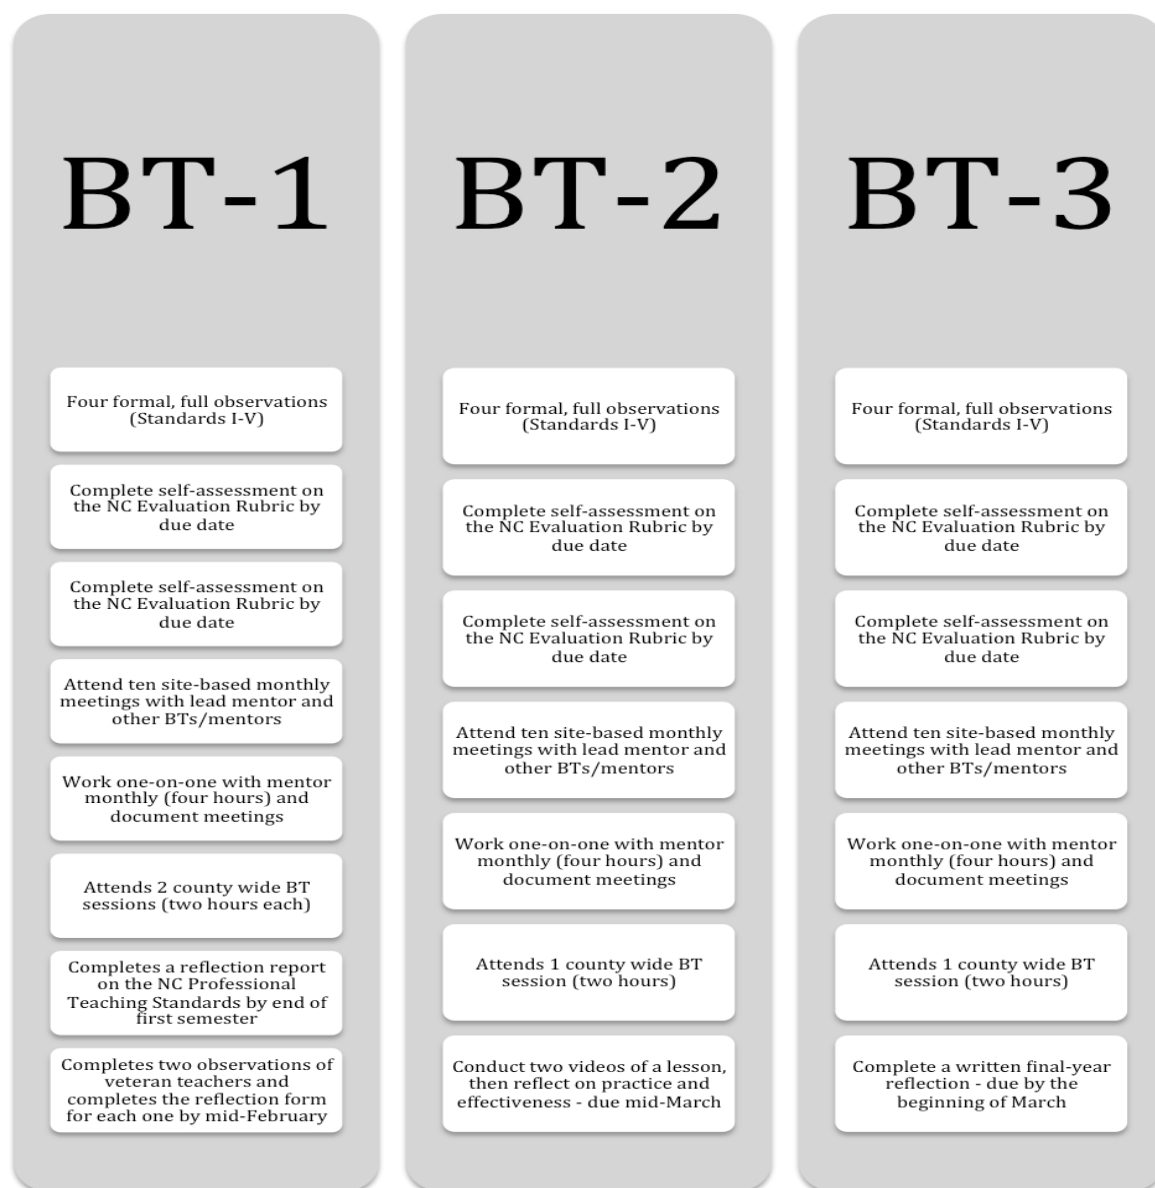 BT-1
Four formal, full observations
(Standards I-V)
Complete self-assessment on
the NC Evaluation Rubric by
due date
Complete self-assessment on
the NC Evaluation Rubric by
due date
Attend ten site-based monthly
meetings with lead mentor and
other BTs/mentors
Work one-on-one with mentor
monthly (four hours) and
document meetings
Attends 2 county wide BT
sessions (two hours each)
Completes a reflection report
on the NC Professional
Teaching Standards by end of
first semester
Completes two observations of
veteran teachers and
completes the reflection form
for each one by mid-February
BT-2
Four formal, full observations
(Standards I-V)
Complete self-assessment on
the NC Evaluation Rubric by
due date
Complete self-assessment on
the NC Evaluation Rubric by
due date
Attend ten site-based monthly
meetings with lead mentor and
other BTs/mentors
Work one-on-one with mentor
monthly (four hours) and
document meetings
Attends 1 county wide BT
session (two hours)
Conduct two videos of a lesson,
then reflect on practice and
effectiveness - due mid-March
BT-3
Four formal, full observations
(Standards I-V)
Complete self-assessment on
the NC Evaluation Rubric by
due date
Complete self-assessment on
the NC Evaluation Rubric by
due date
Attend ten site-based monthly
meetings with lead mentor and
other BTs/mentors
Work one-on-one with mentor
monthly (four hours) and
document meetings
Attends 1 county wide BT
session (two hours)
Complete a written final-year
reflection - due by the
beginning of March